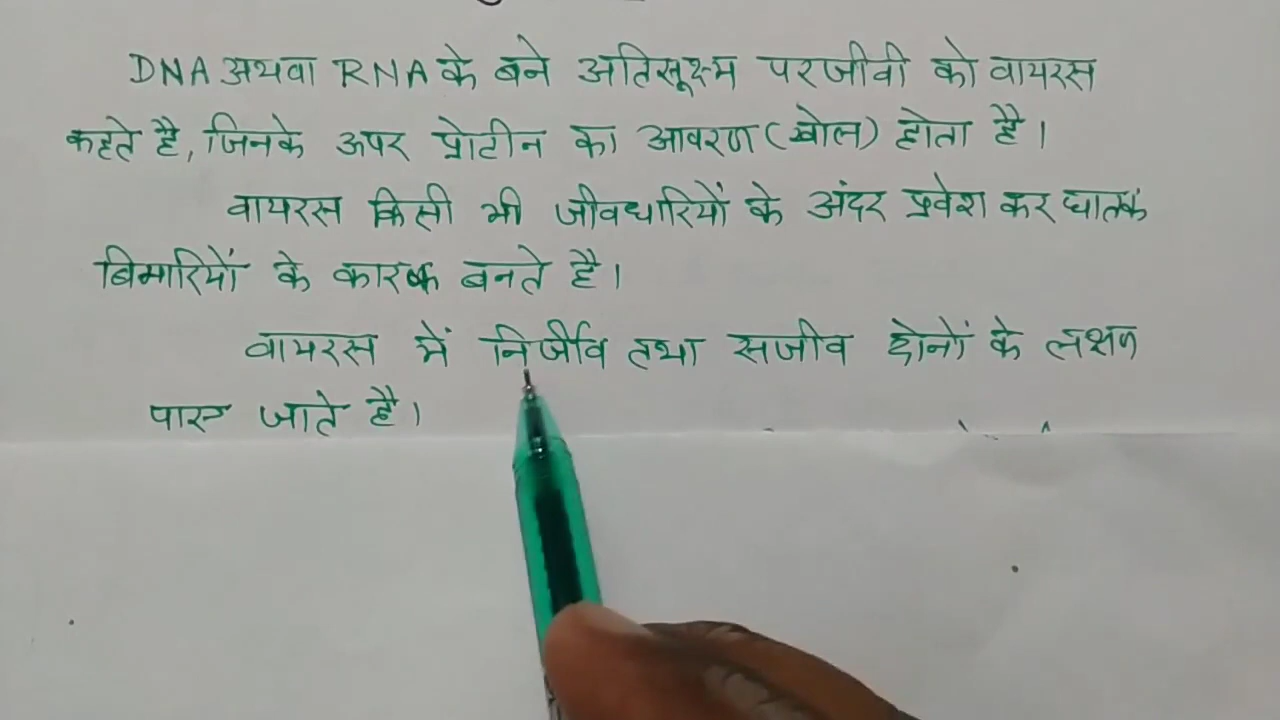 DNA अथवा RNA के बने अतिसूक्ष्म परजीवी को वायरस
कहते है, जिनके ऊपर प्रोटीन का आवरण (खोल) होता है।
वायरस किसी भी जीवधारियों के अंदर प्रवेश कर घातक
बिमारियों के कारक बनते है।
वायरस में निर्जीव तथा सजीव दोनों के लक्षण
पाए जाते है।